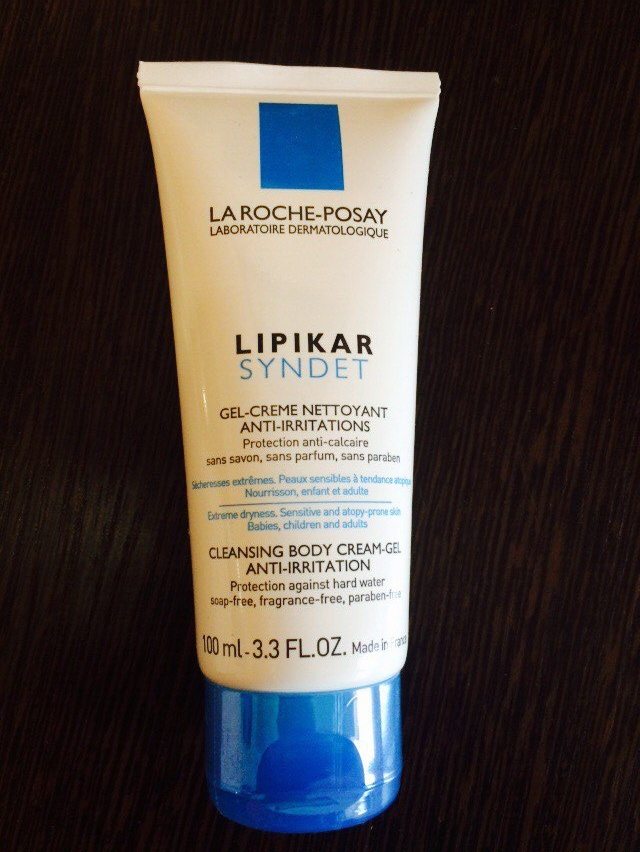 LA ROCHE-POSAY
LABORATOIRE DERMATOLOGIQUE
LIPIKAR
SYNDET
GEL-CREME NETTOYANT
ANTI-IRRITATIONS
Protection anti-calcaire
sans savon, sans parfum, sans paraben
Sécheresses extrêmes. Peaux sensibles à tendance atopique
Nourrisson, enfant et adulte
Extreme dryness. Sensitive and atopy-prone skin
Babies, children and adults
CLEANSING BODY CREAM-GEL
ANTI-IRRITATION
Protection against hard water
soap-free, fragrance-free, paraben-free
100 ml - 3.3 FL.OZ. Made in France